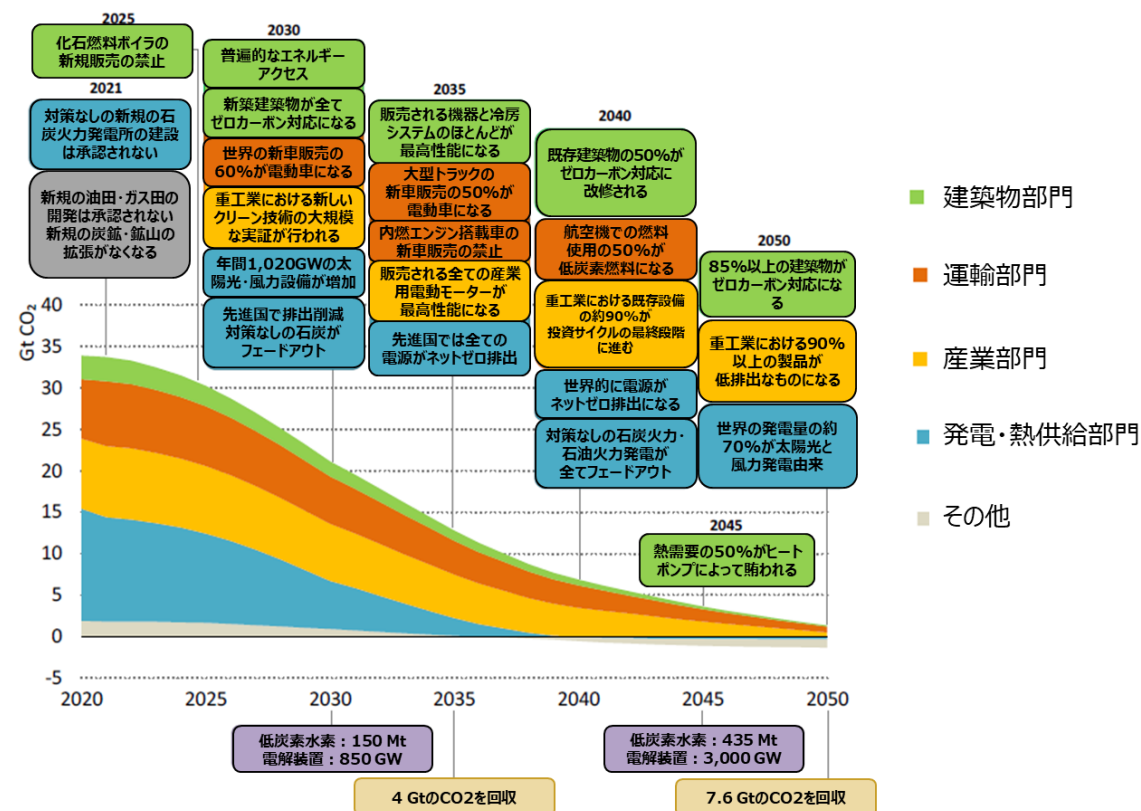 2025
化石燃料ボイラの
新規販売の禁止
2021
対策なしの新規の石
炭火力発電所の建設
は承認されない
新規の油田・ガス田の
開発は承認されない
新規の炭鉱・鉱山の
拡張がなくなる
2030
普遍的なエネルギー
アクセス
新築建築物が全て
ゼロカーボン対応になる
世界の新車販売の
60%が電動車になる
重工業における新しい
クリーン技術の大規模
な実証が行われる
年間1,020GWの太
陽光・風力設備が増加
先進国で排出削減
対策なしの石炭が
フェードアウト
2035
販売される機器と冷房
システムのほとんどが
最高性能になる
大型トラックの
新車販売の50%が
電動車になる
内燃エンジン搭載車の
新車販売の禁止
販売される全ての産業
用電動モーターが
最高性能になる
先進国では全ての
電源がネットゼロ排出
2040
既存建築物の50%が
ゼロカーボン対応に
改修される
航空機での燃料
使用の50%が
低炭素燃料になる
重工業における既存設備
の約90%が
投資サイクルの最終段階
に進む
世界的に電源が
ネットゼロ排出になる
対策なしの石炭火力・
石油火力発電が
全てフェードアウト
2050
85%以上の建築物が
ゼロカーボン対応にな
る
重工業における90%
以上の製品が
低排出なものになる
世界の発電量の約
70%が太陽光と
風力発電由来
2045
熱需要の50%がヒート
ポンプによって賄われる
建築物部門
運輸部門
産業部門
発電・熱供給部門
その他
Gt CO₂
40
35
30
25
20
15
10
5
0
-5
2020
2025
2030
2035
2040
2045
2050
低炭素水素：150 Mt
電解装置：850 GW
低炭素水素：435 Mt
電解装置：3,000 GW
4 GtのCO2を回収
7.6 GtのCO2を回収